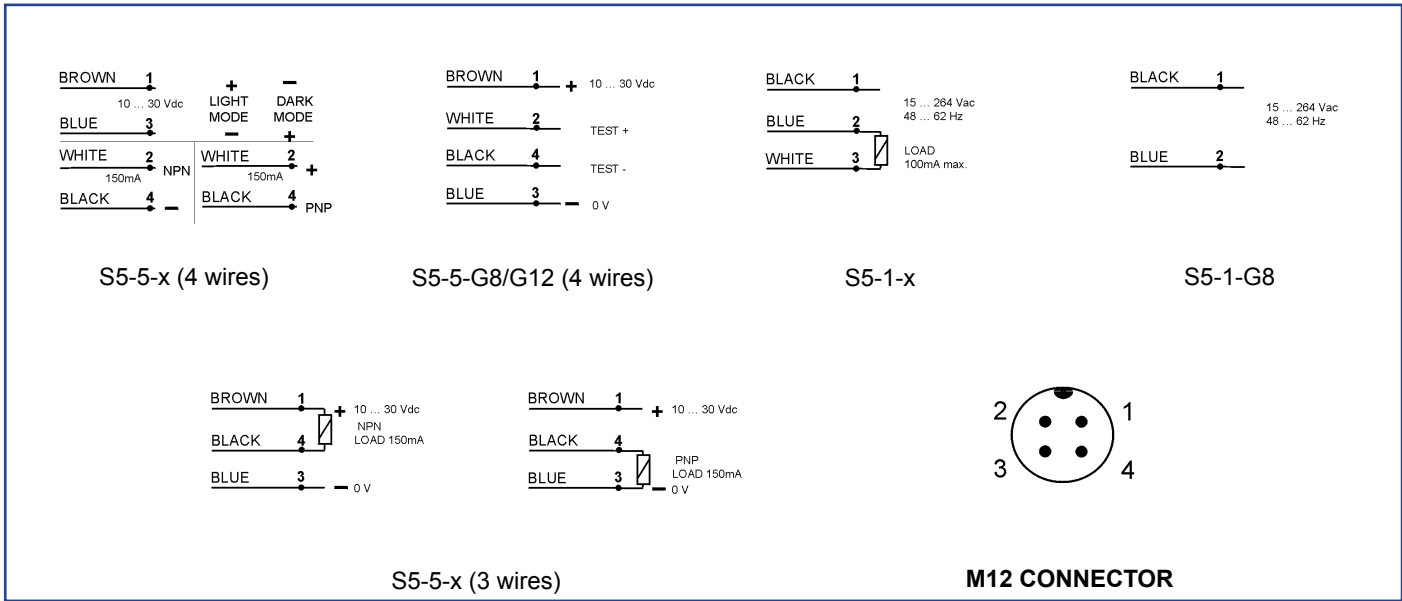 BROWN 1
10 ... 30 Vdc
BLUE 3
+ −
LIGHT MODE DARK MODE
− +
WHITE 2 NPN
150mA
BLACK 4 −
WHITE 2 +
150mA
BLACK 4 PNP
S5-5-x (4 wires)
BROWN 1 + 10 ... 30 Vdc
WHITE 2 TEST +
BLACK 4 TEST -
BLUE 3 − 0 V
S5-5-G8/G12 (4 wires)
BLACK 1
15 ... 264 Vac
48 ... 62 Hz
BLUE 2
LOAD
100mA max.
WHITE 3
S5-1-x
BLACK 1
15 ... 264 Vac
48 ... 62 Hz
BLUE 2
S5-1-G8
BROWN 1 + 10 ... 30 Vdc
NPN
BLACK 4 LOAD 150mA
BLUE 3 − 0 V
BROWN 1 + 10 ... 30 Vdc
BLACK 4
PNP
LOAD 150mA
BLUE 3 − 0 V
S5-5-x (3 wires)
2 1
3 4
M12 CONNECTOR